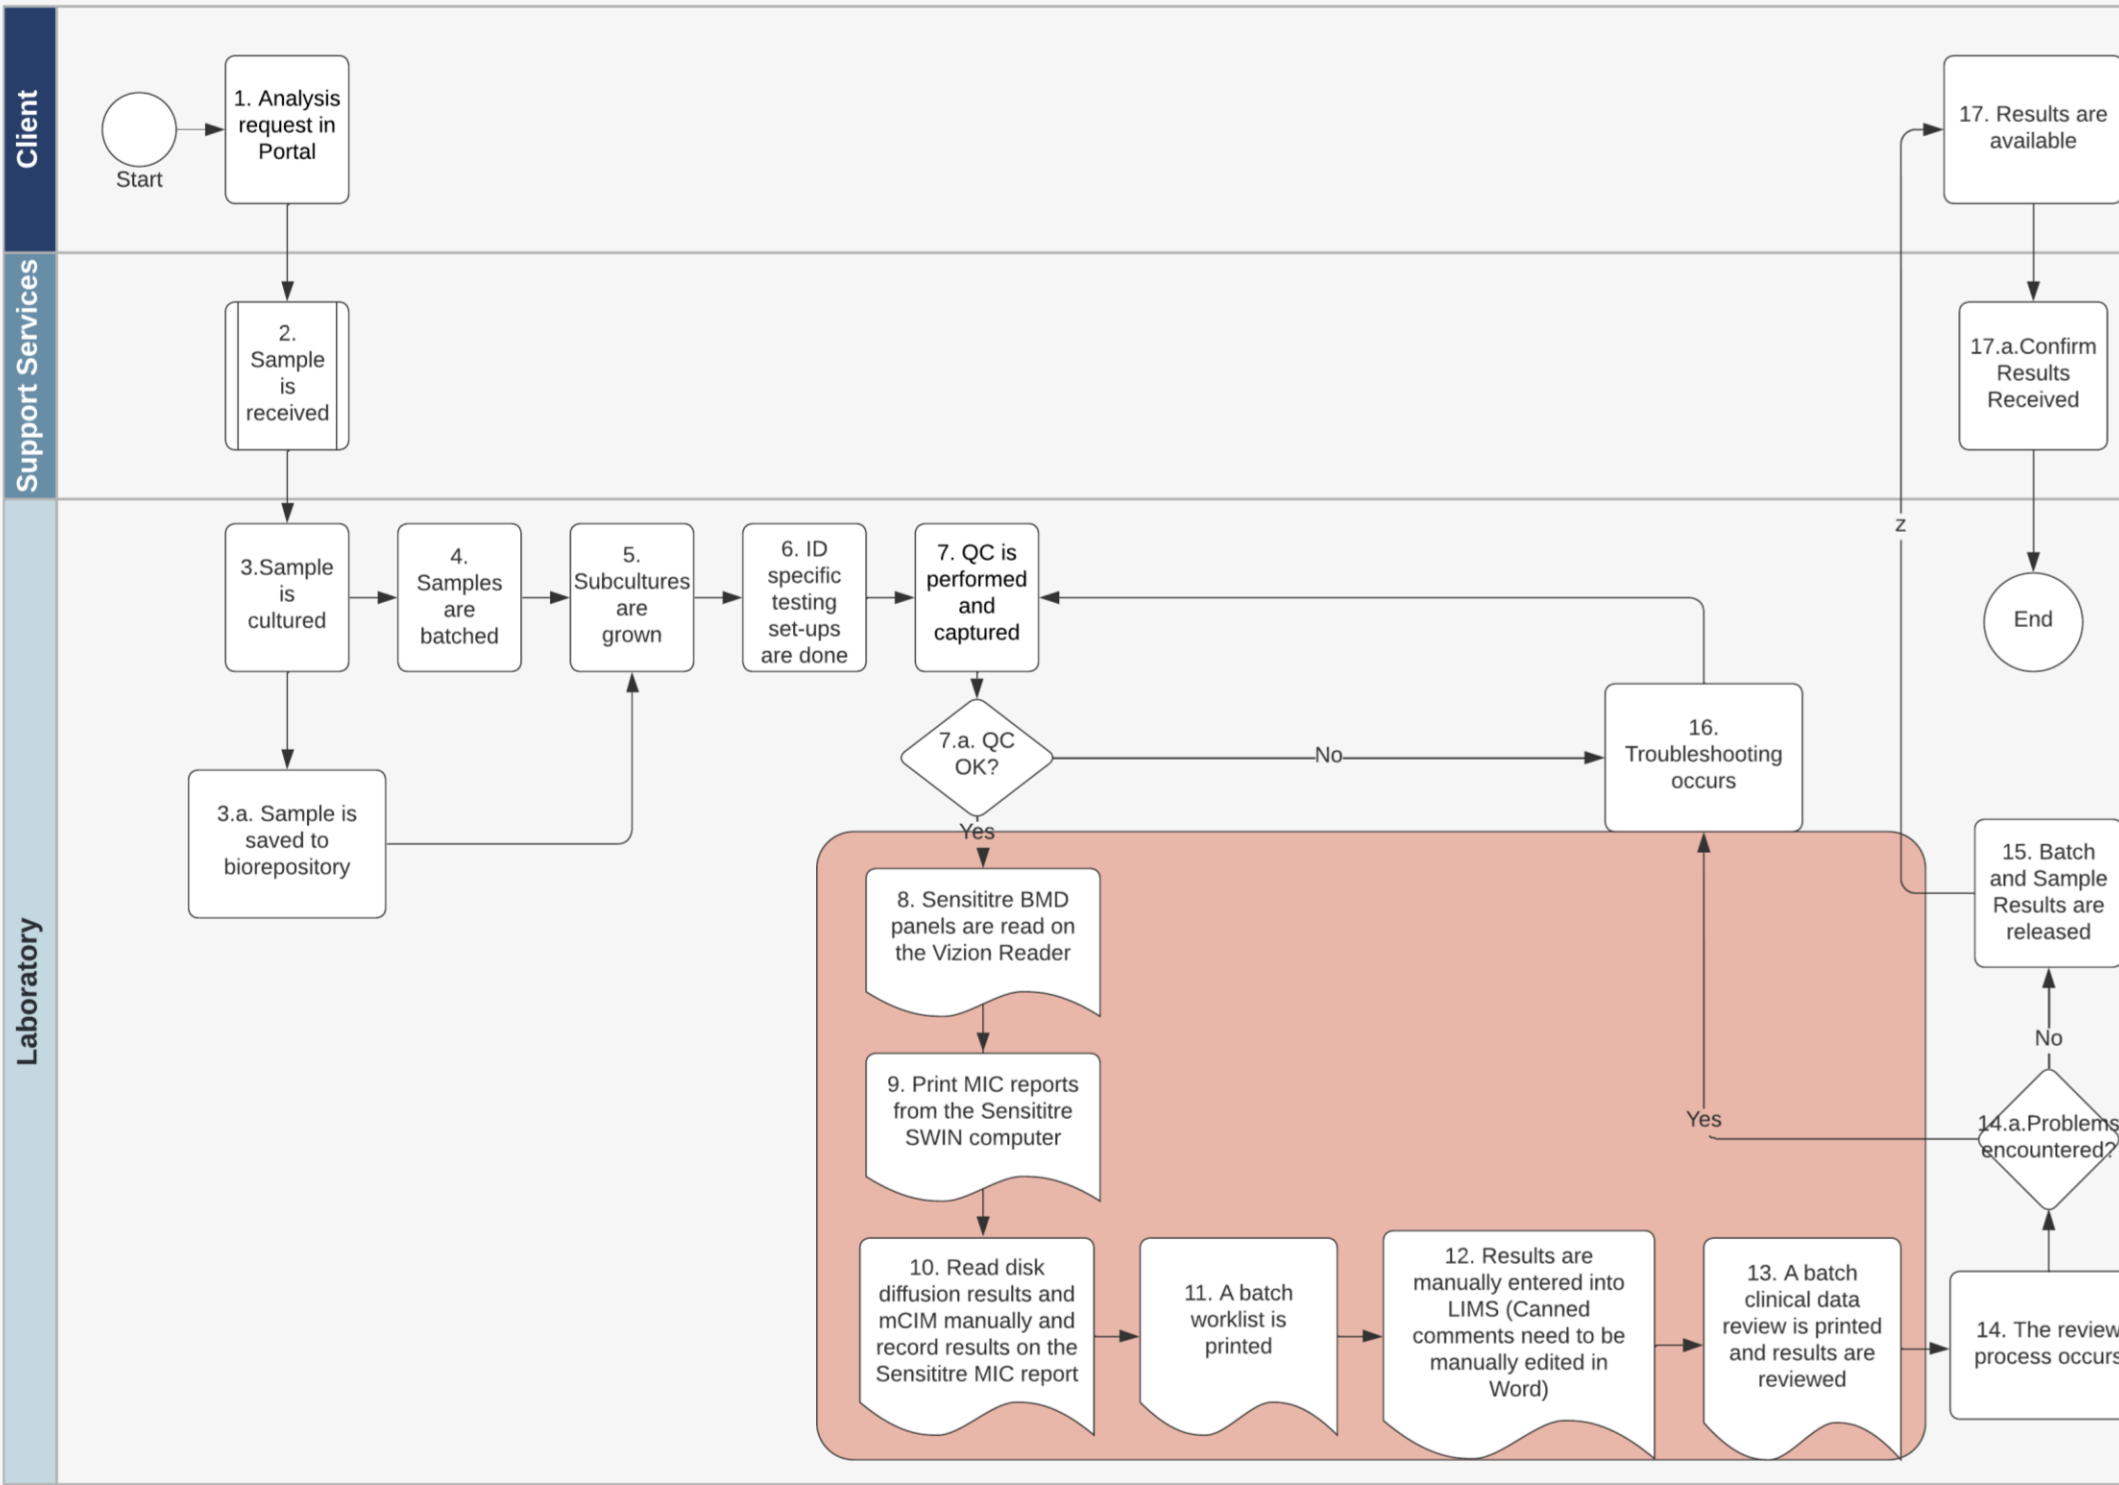 Client
Start
1. Analysis
request in
Portal
17. Results are
available
Support Services
2.
Sample
is
received
17.a.Confirm
Results
Received
Laboratory
3.Sample
is
cultured
4.
Samples
are
batched
5.
Subcultures
are
grown
6. ID
specific
testing
set-ups
are done
7. QC is
performed
and
captured
z
End
7.a. QC
OK?
No
16.
Troubleshooting
occurs
Yes
3.a. Sample is
saved to
biorepository
8. Sensititre BMD
panels are read on
the Vizion Reader
15. Batch
and Sample
Results are
released
No
9. Print MIC reports
from the Sensititre
SWIN computer
Yes
14.a.Problems
encountered?
10. Read disk
diffusion results and
mCIM manually and
record results on the
Sensititre MIC report
11. A batch
worklist is
printed
12. Results are
manually entered into
LIMS (Canned
comments need to be
manually edited in
Word)
13. A batch
clinical data
review is printed
and results are
reviewed
14. The review
process occurs